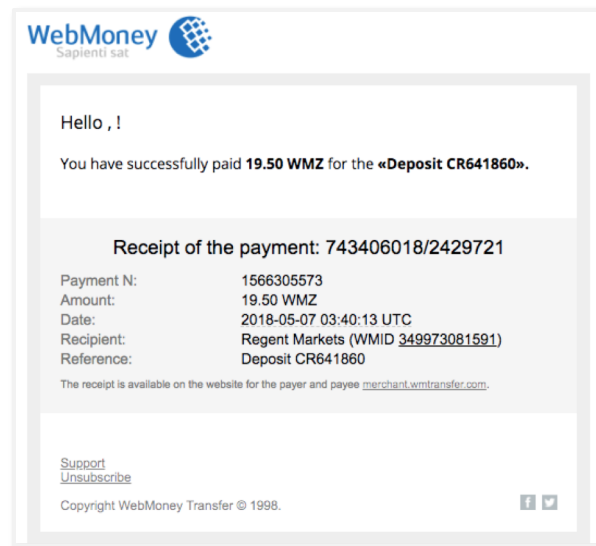 WebMoney
Sapienti sat
Hello , !
You have successfully paid 19.50 WMZ for the «Deposit CR641860».
Receipt of the payment: 743406018/2429721
Payment N: 1566305573
Amount: 19.50 WMZ
Date: 2018-05-07 03:40:13 UTC
Recipient: Regent Markets (WMID 349973081591)
Reference: Deposit CR641860
The receipt is available on the website for the payer and payee merchant.wmtransfer.com.
Support
Unsubscribe
Copyright WebMoney Transfer © 1998.